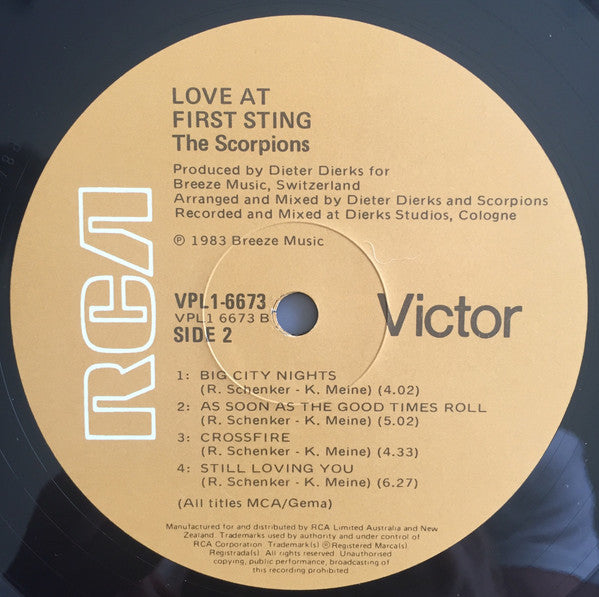 LOVE AT
FIRST STING
The Scorpions
Produced by Dieter Dierks for
Breeze Music, Switzerland
Arranged and Mixed by Dieter Dierks and Scorpions
Recorded and Mixed at Dierks Studios, Cologne
℗ 1983 Breeze Music
RCA
VPL1-6673
VPL1 6673 B
SIDE 2
Victor
1: BIG CITY NIGHTS
(R. Schenker - K. Meine) (4.02)
2: AS SOON AS THE GOOD TIMES ROLL
(R. Schenker - K. Meine) (5.02)
3: CROSSFIRE
(R. Schenker - K. Meine) (4.33)
4: STILL LOVING YOU
(R. Schenker - K. Meine) (6.27)
(All titles MCA/Gema)
Manufactured for and distributed by RCA Limited Australia and New
Zealand. Trademarks used by authority and under control of
RCA Corporation. Trademark(s) ®Registered Marca(s)
Registrada(s). All rights reserved. Unauthorised
copying, public performance, broadcasting of
this recording prohibited.